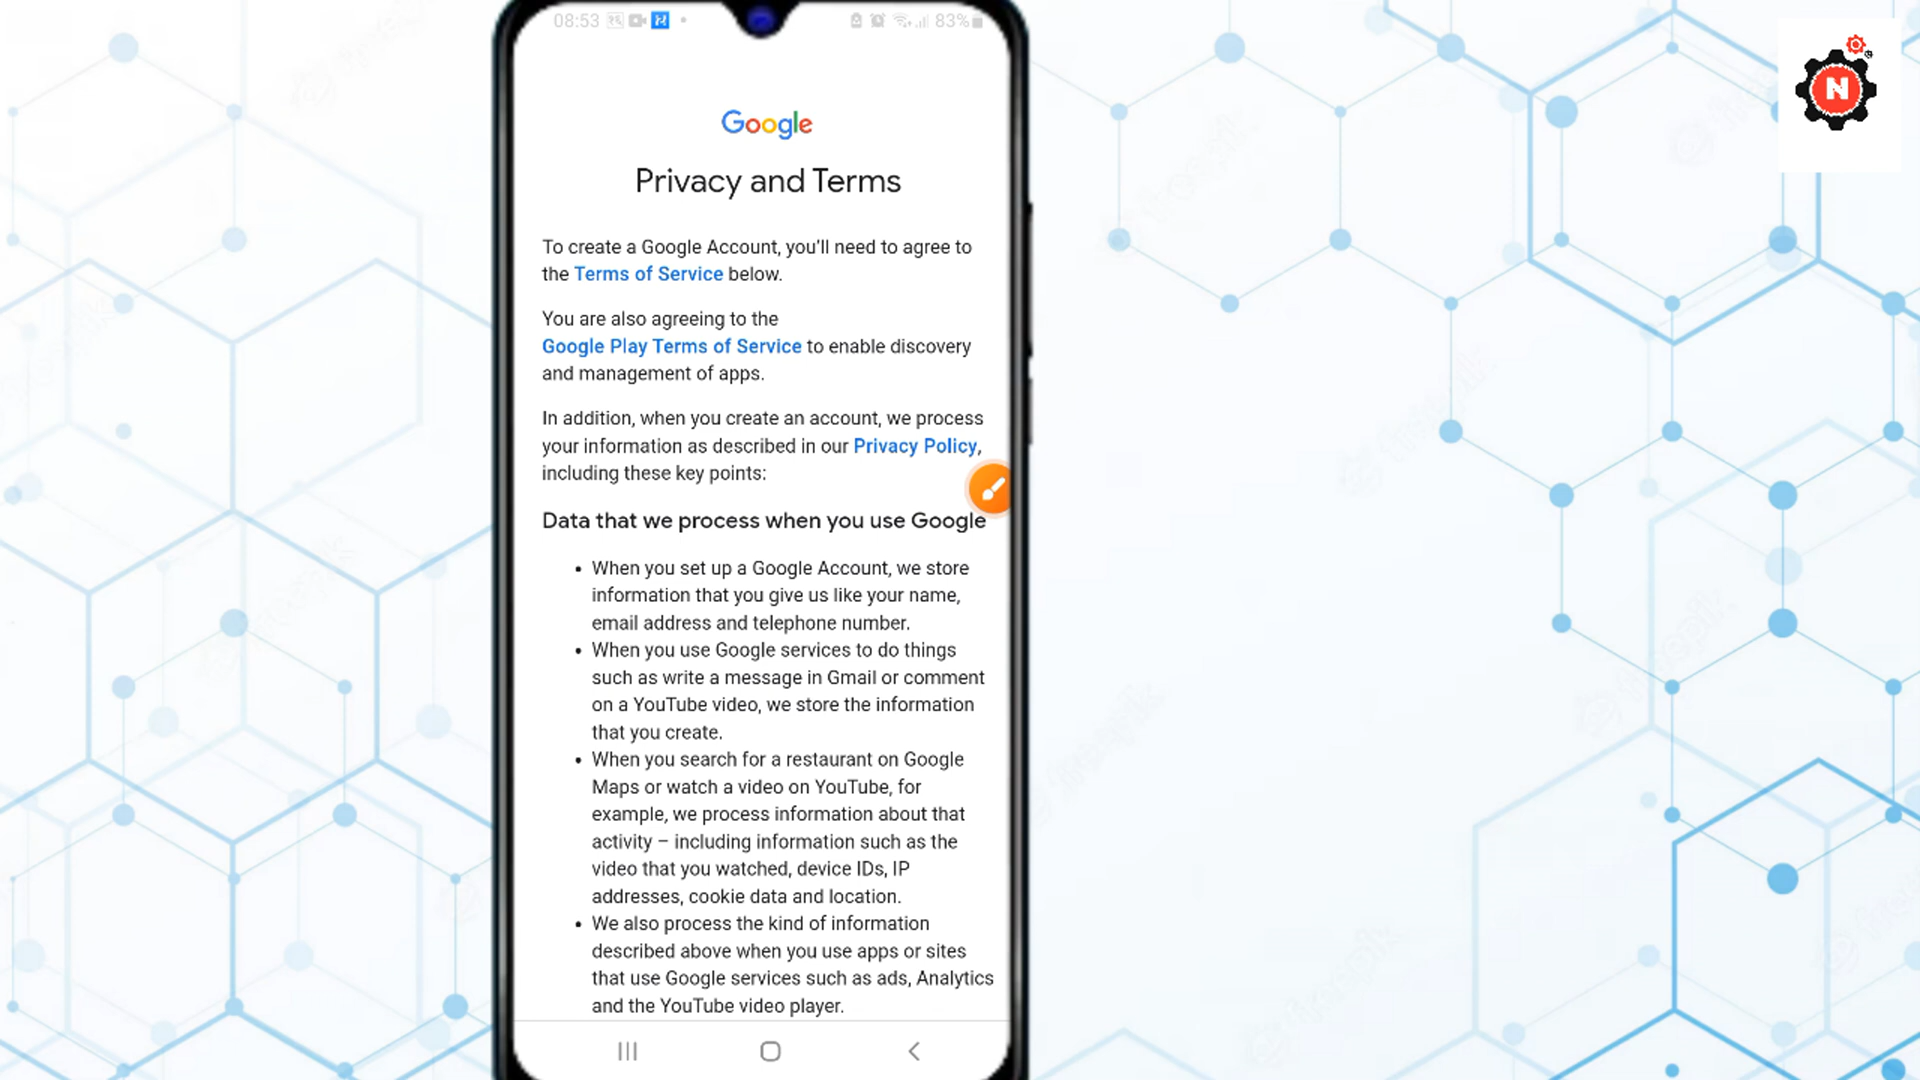 08:53
83%
N
Google
Privacy and Terms
To create a Google Account, you'll need to agree to
the Terms of Service below.
You are also agreeing to the
Google Play Terms of Service to enable discovery
and management of apps.
In addition, when you create an account, we process
your information as described in our Privacy Policy,
including these key points:
Data that we process when you use Google
• When you set up a Google Account, we store
information that you give us like your name,
email address and telephone number.
• When you use Google services to do things
such as write a message in Gmail or comment
on a YouTube video, we store the information
that you create.
• When you search for a restaurant on Google
Maps or watch a video on YouTube, for
example, we process information about that
activity – including information such as the
video that you watched, device IDs, IP
addresses, cookie data and location.
• We also process the kind of information
described above when you use apps or sites
that use Google services such as ads, Analytics
and the YouTube video player.